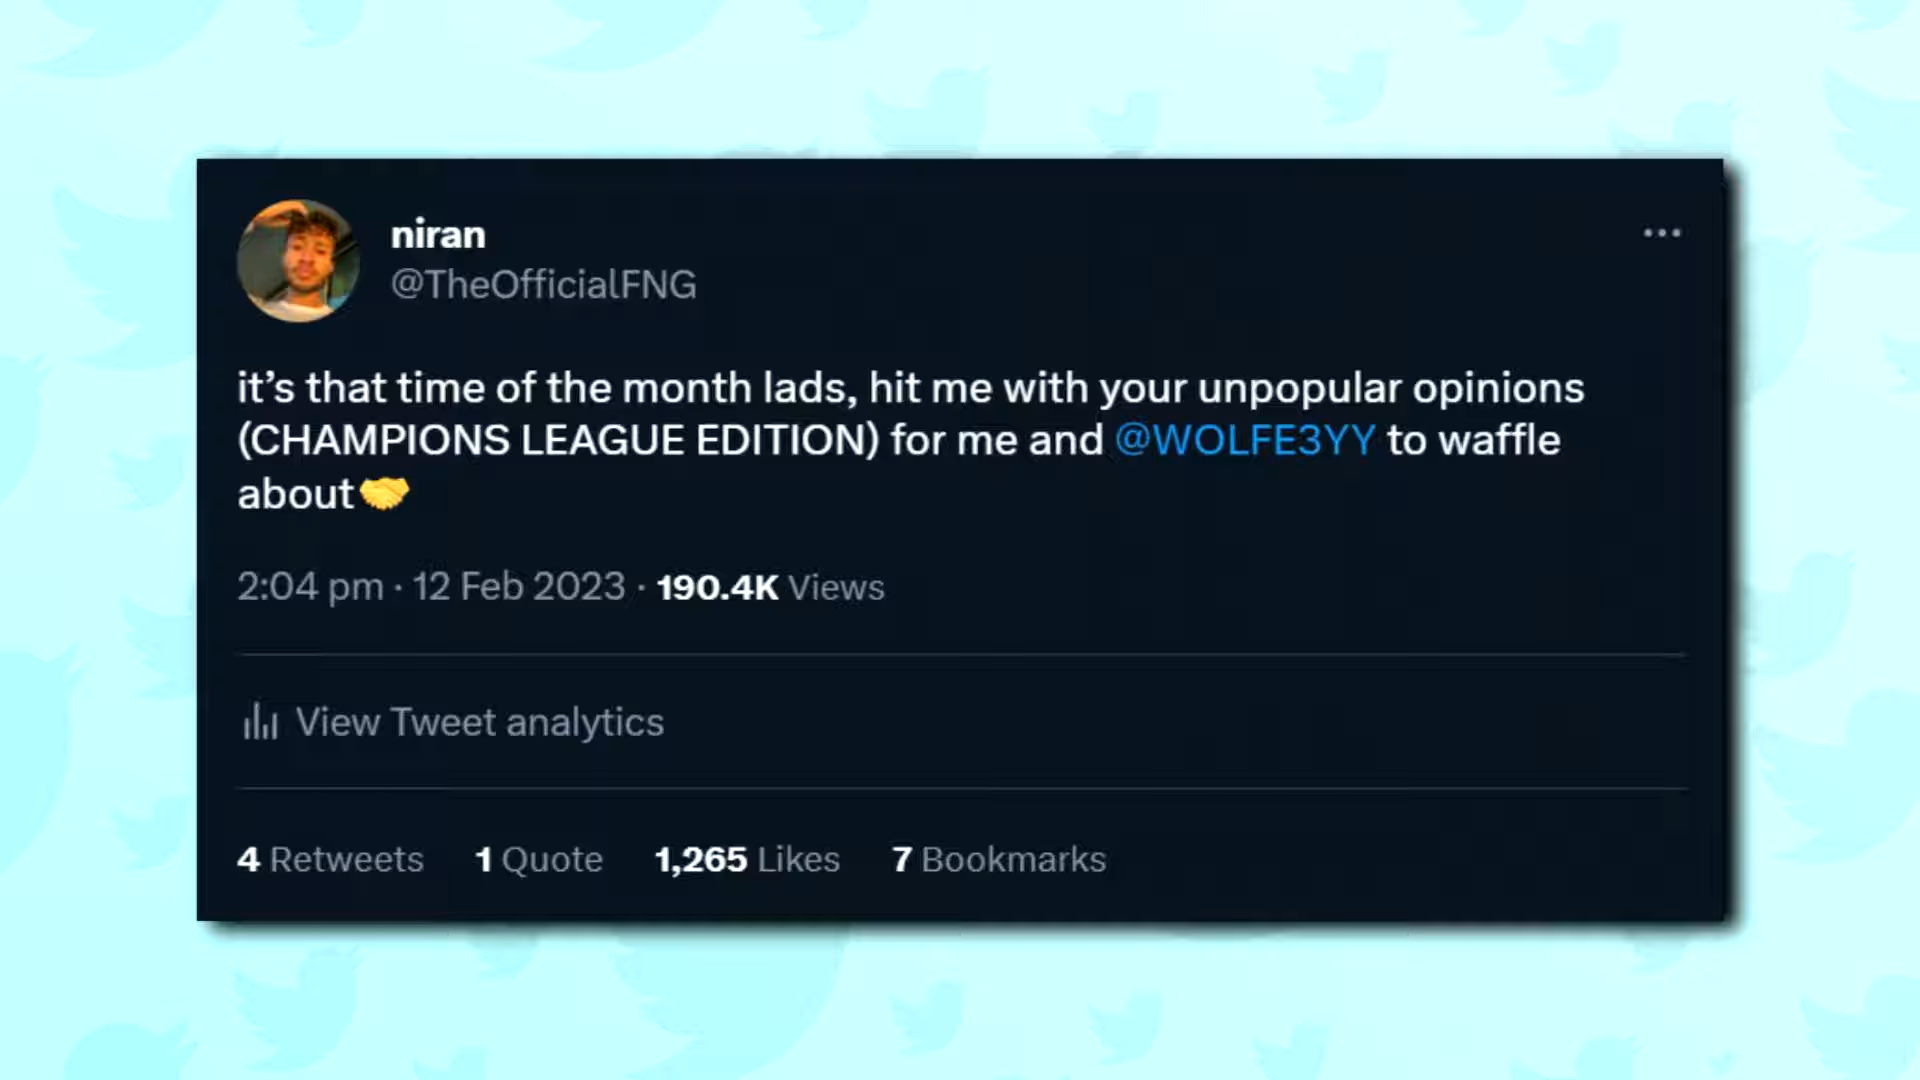 niran
@TheOfficialFNG
it’s that time of the month lads, hit me with your unpopular opinions
(CHAMPIONS LEAGUE EDITION) for me and @WOLFE3YY to waffle
about🤝
2:04 pm · 12 Feb 2023 · 190.4K Views
View Tweet analytics
4 Retweets 1 Quote 1,265 Likes 7 Bookmarks